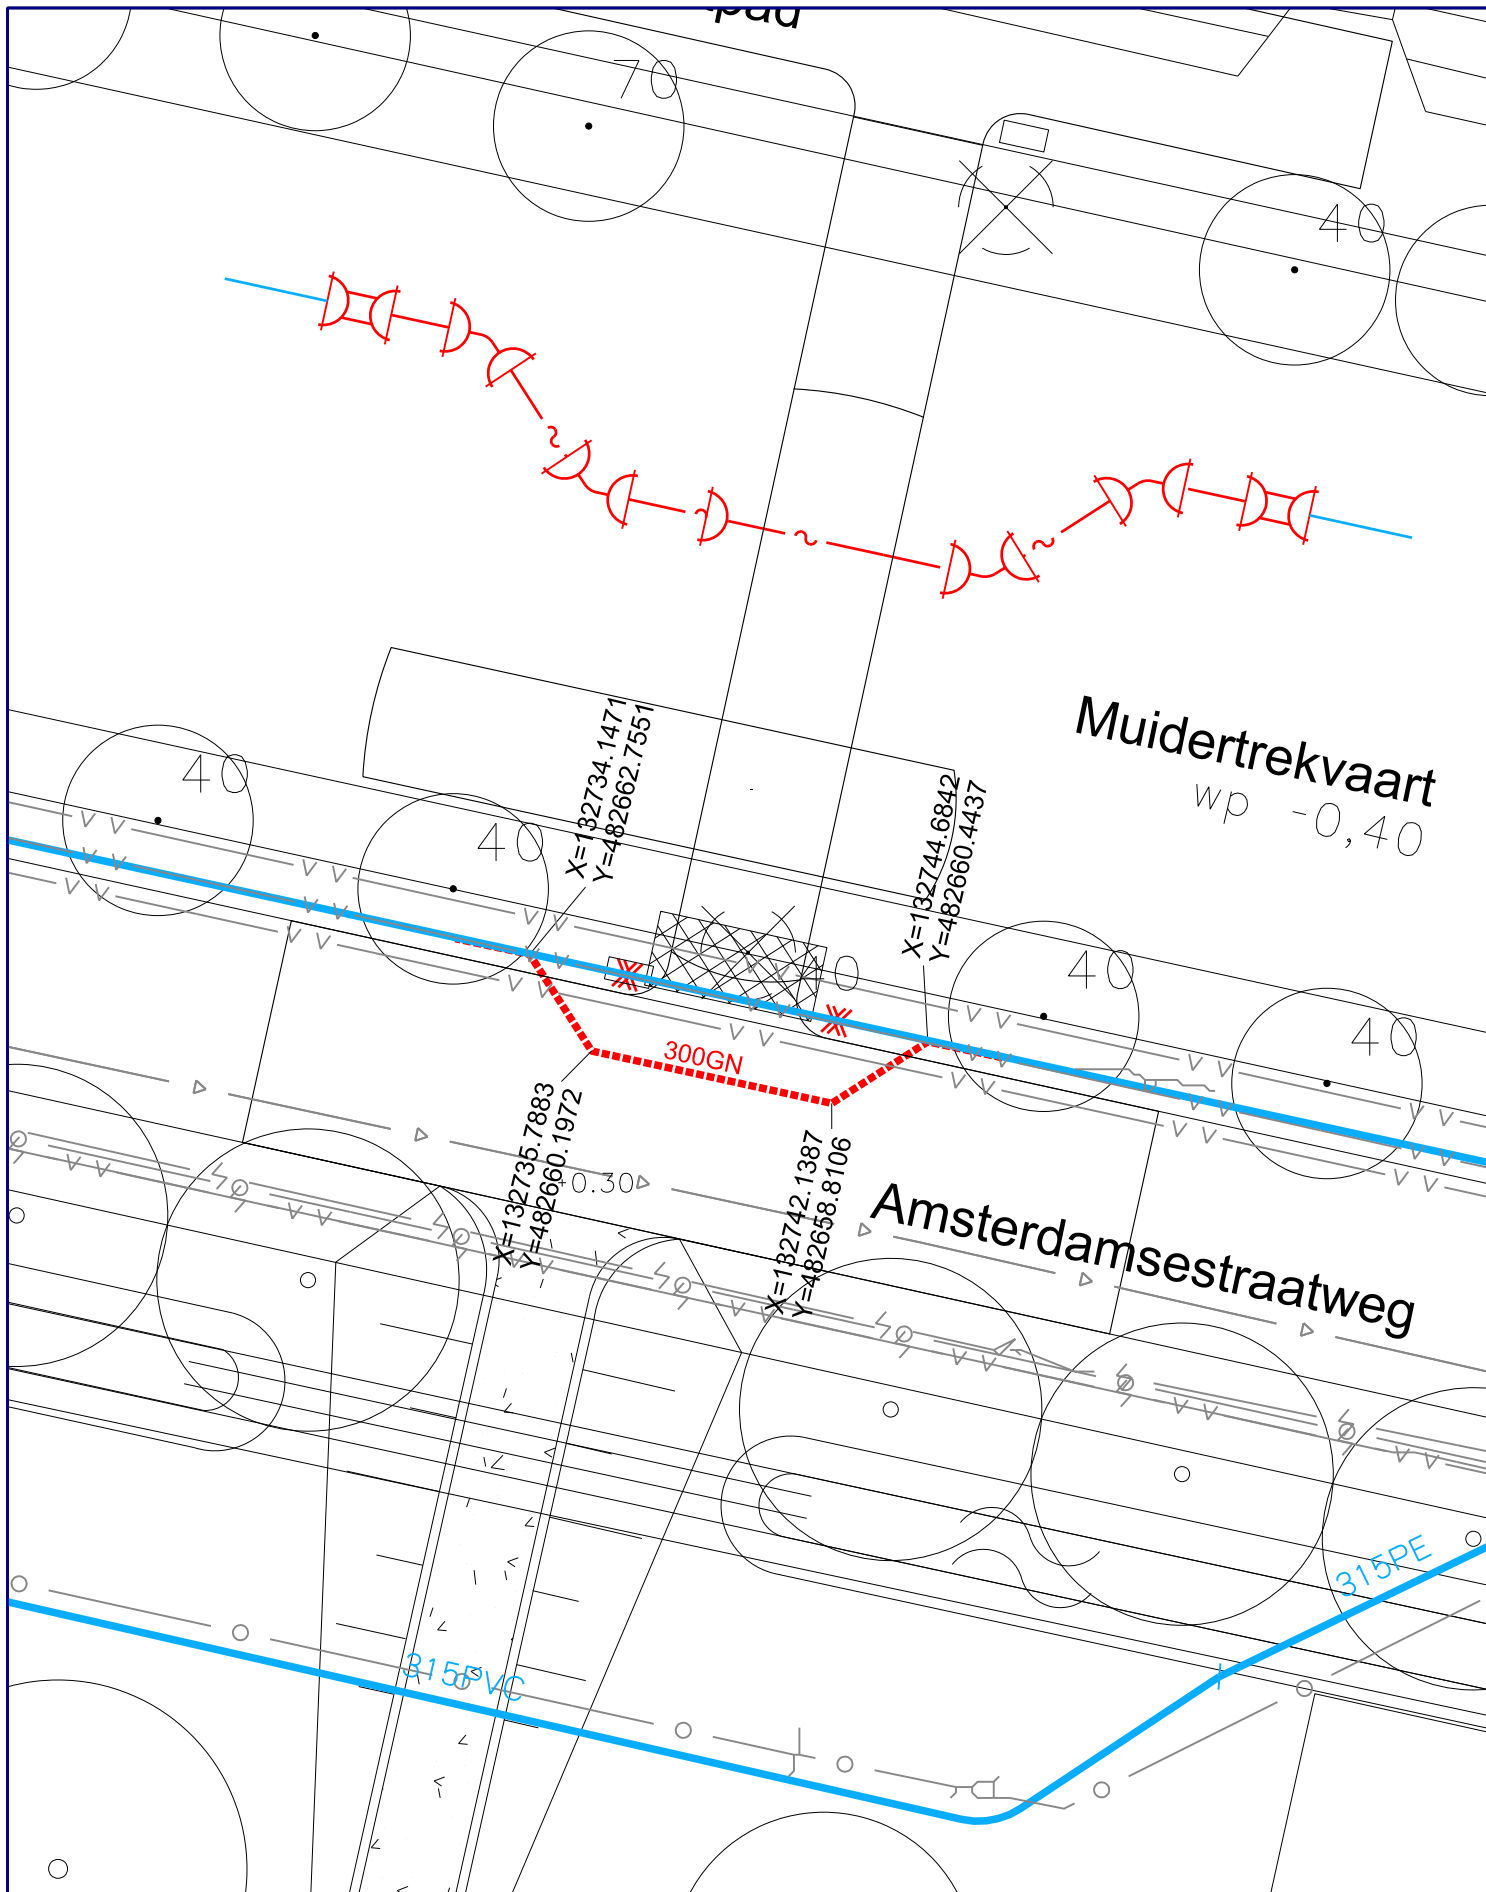 70
40
Muidertrekvaart
wp -0,40
40
40
X=132734.1471
Y=482662.7551
X=132744.6842
Y=482660.4437
40
40
300GN
X=132735.7883
Y=482660.1972
+0.30
X=132742.1387
Y=482658.8106
Amsterdamsestraatweg
315PE
315PVC